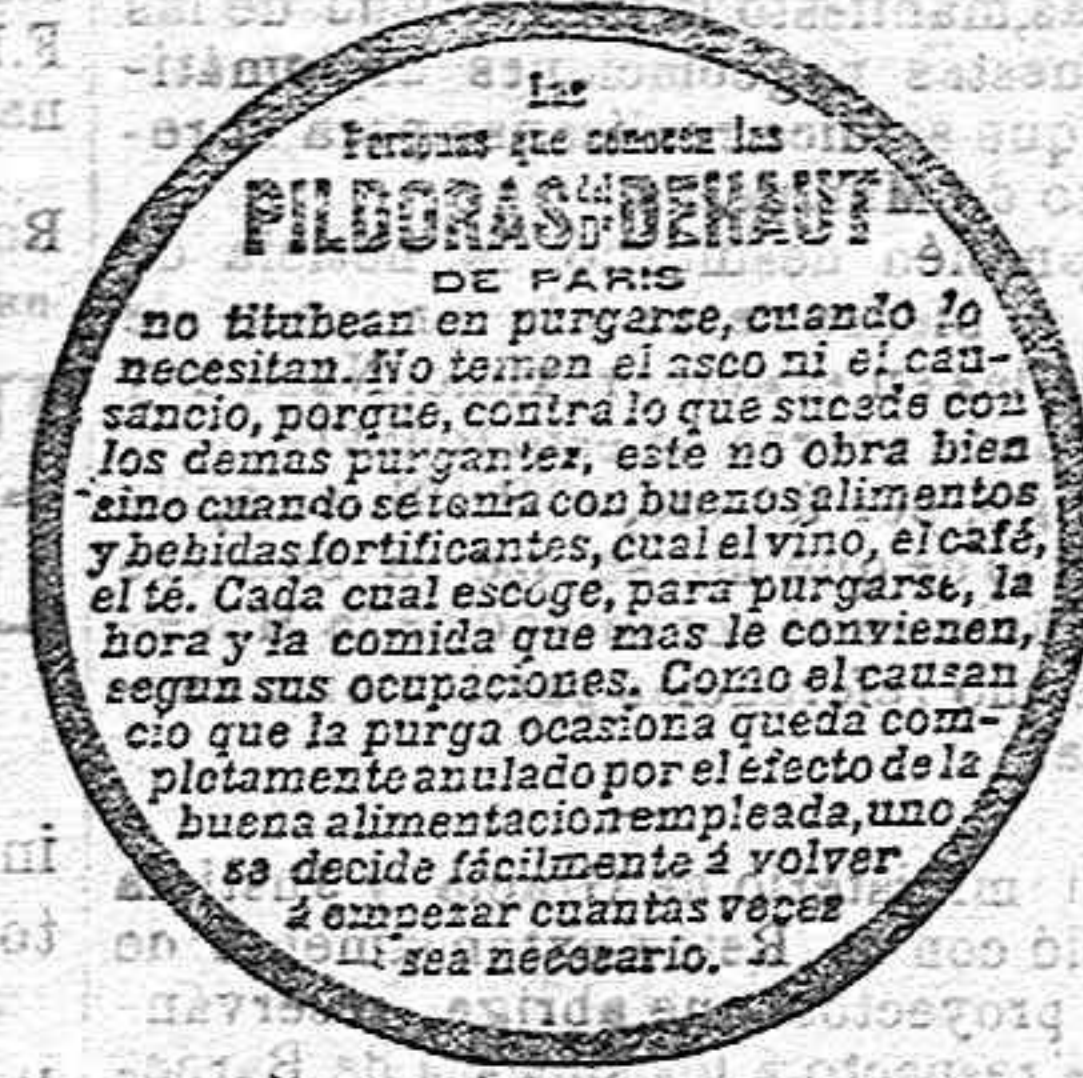 Las
Personas que conocen las
PILDORAS DEL DR DEHAUT
DE PARIS
no titubean en purgarse, cuando lo
necesitan. No temen el asco ni el cau-
sancio, porque, contra lo que sucede con
los demas purgantes, este no obra bien
sino cuando se toma con buenos alimentos
y bebidas fortificantes, cual el vino, el café,
el té. Cada cual escoge, para purgarse, la
hora y la comida que mas le convienen,
segun sus ocupaciones. Como el causan
cio que la purga ocasiona queda com-
pletamente anulado por el efecto de la
buena alimentacion empleada, uno
se decide fácilmente á volver
á empezar cuantas veces
sea necesario.